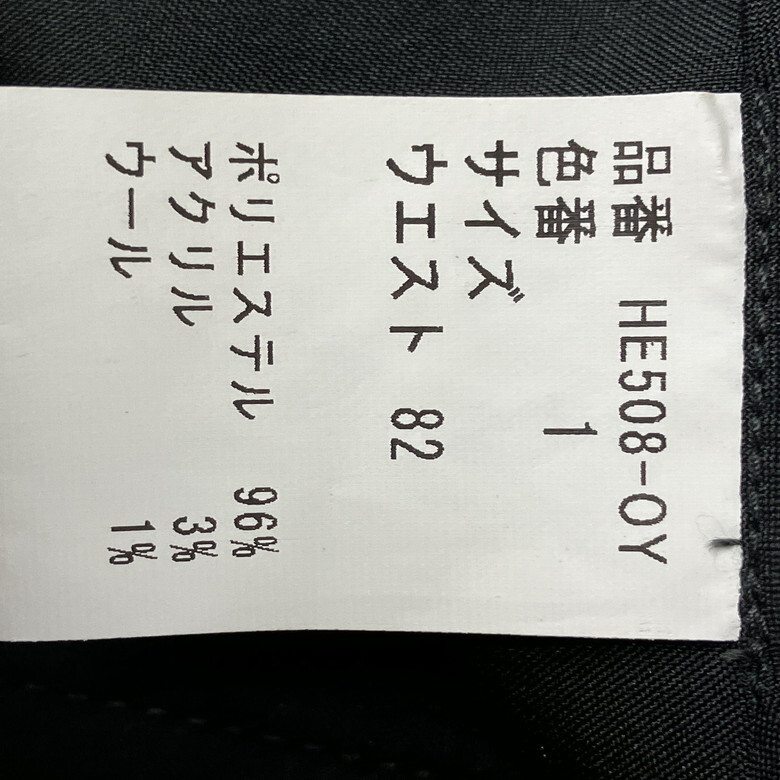 品番 HE508-OY
色番 1
サイズ
ウエスト 82
ポリエステル 96%
アクリル 3%
ウール 1%